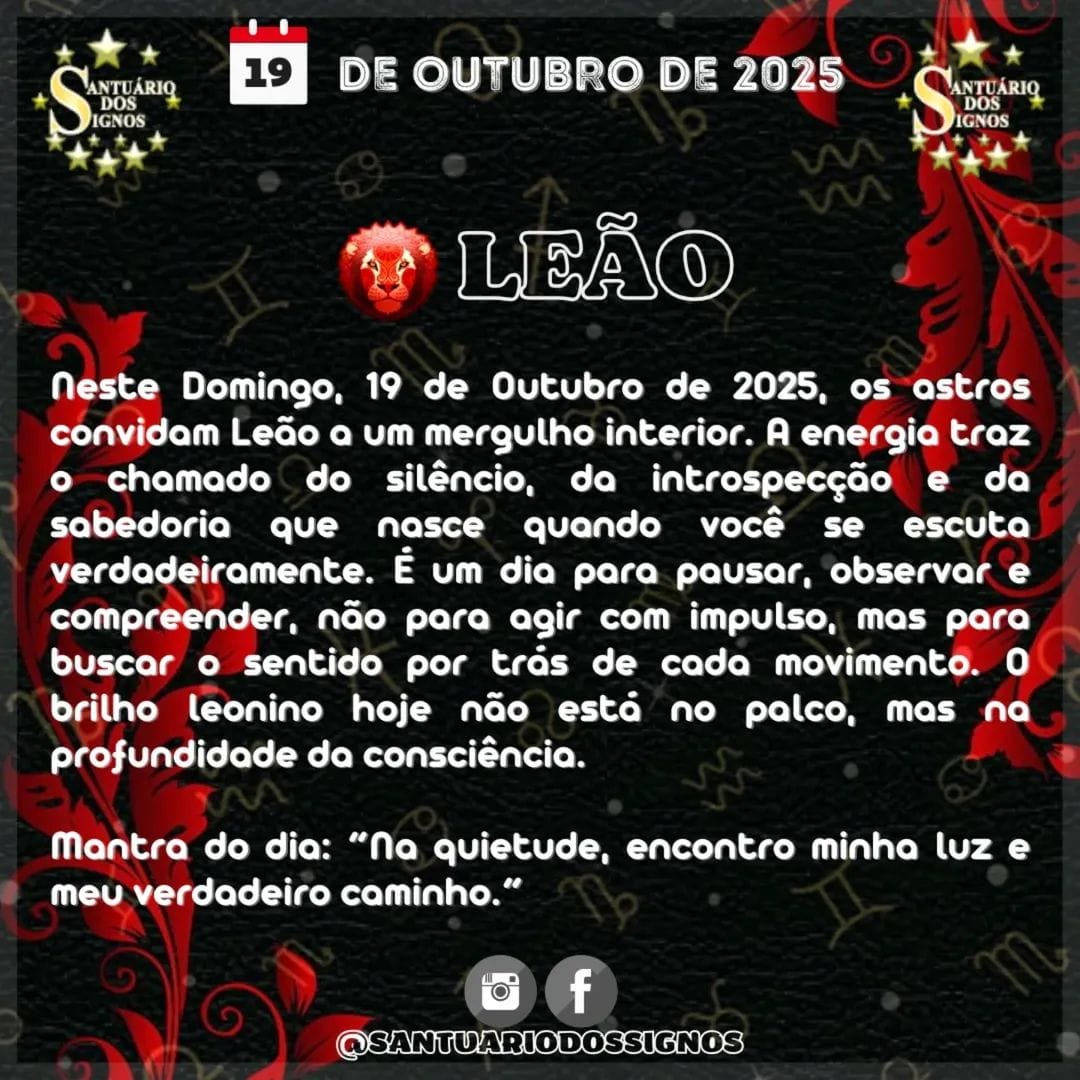 SANTUÁRIO
DOS
SIGNOS
19 DE OUTUBRO DE 2025
SANTUÁRIO
DOS
SIGNOS
LEÃO
Neste Domingo, 19 de Outubro de 2025, os astros
convidam Leão a um mergulho interior. A energia traz
o chamado do silêncio, da introspecção e da
sabedoria que nasce quando você se escuta
verdadeiramente. É um dia para pausar, observar e
compreender, não para agir com impulso, mas para
buscar o sentido por trás de cada movimento. O
brilho leonino hoje não está no palco, mas na
profundidade da consciência.
Mantra do dia: “Na quietude, encontro minha luz e
meu verdadeiro caminho.”
@SANTUARIODOSSIGNOS